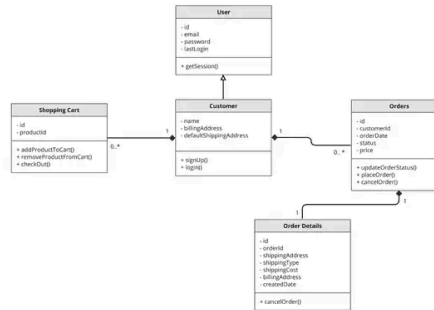 User
- id
- email
- password
- lastLogin
+ getSession()
Shopping Cart
- id
- productId
+ addProductToCart()
+ removeProductFromCart()
+ checkOut()
1
0..*
Customer
- name
- billingAddress
- defaultShippingAddress
+ signUp()
+ login()
1
0..*
Orders
- id
- customerId
- orderDate
- status
- price
+ updateOrderStatus()
+ placeOrder()
+ cancelOrder()
1
1
Order Details
- id
- orderId
- shippingAddress
- shippingType
- shippingCost
- billingAddress
- createdDate
+ cancelOrder()